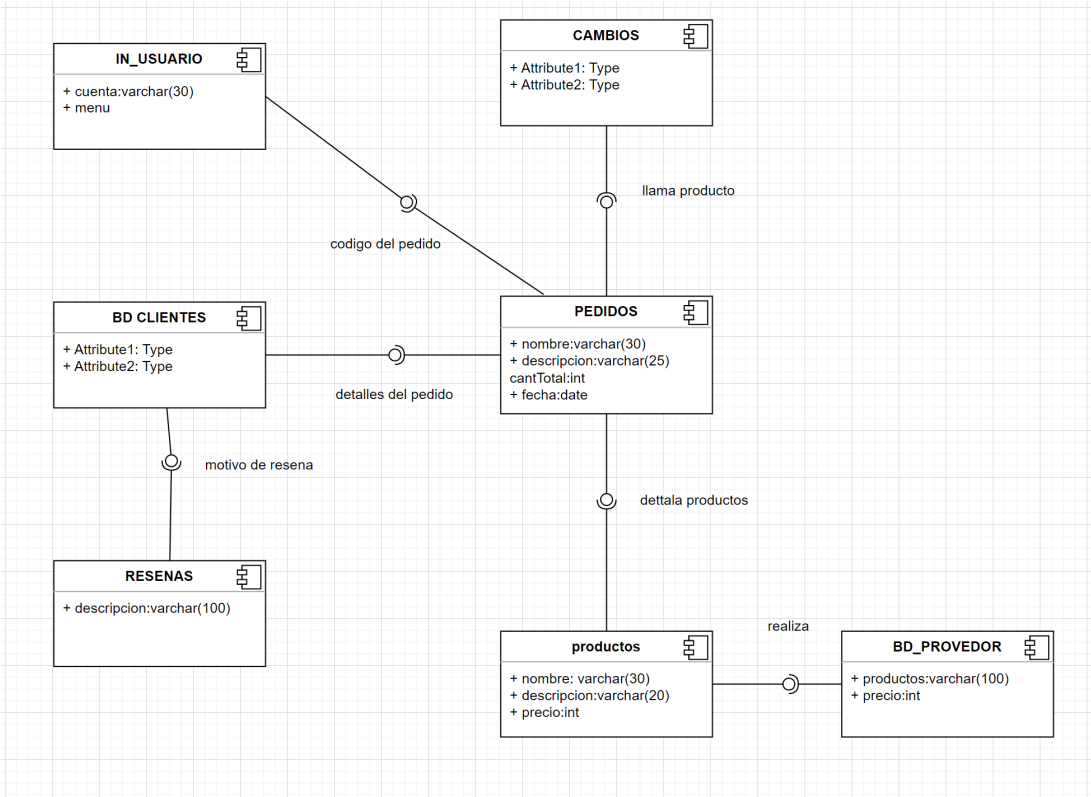 CAMBIOS
+ Attribute1: Type
+ Attribute2: Type
IN_USUARIO
+ cuenta:varchar(30)
+ menu
llama producto
codigo del pedido
BD CLIENTES
+ Attribute1: Type
+ Attribute2: Type
PEDIDOS
+ nombre:varchar(30)
+ descripcion:varchar(25)
cantTotal:int
+ fecha:date
detalles del pedido
motivo de resena
dettala productos
RESENAS
+ descripcion:varchar(100)
productos
+ nombre: varchar(30)
+ descripcion:varchar(20)
+ precio:int
realiza
BD_PROVEDOR
+ productos:varchar(100)
+ precio:int